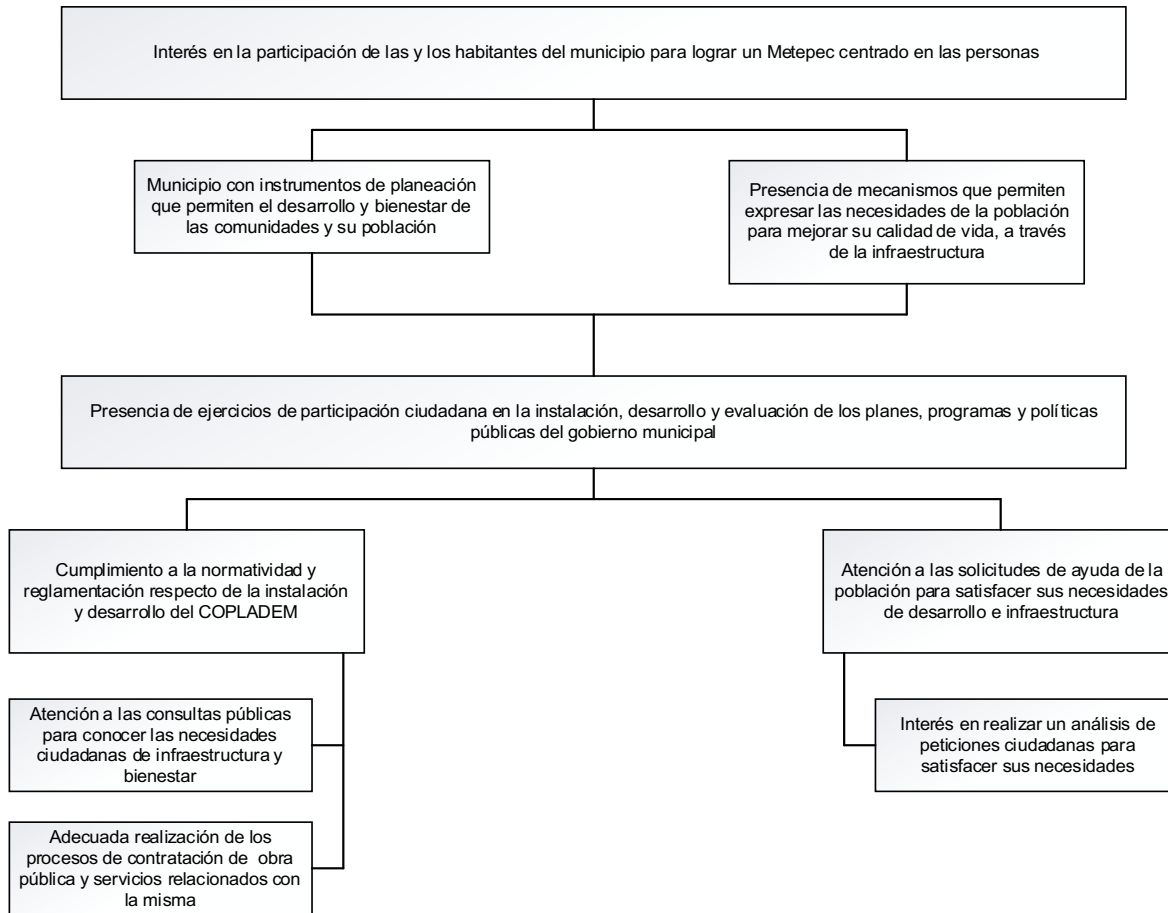 Interés en la participación de las y los habitantes del municipio para lograr un Metepec centrado en las personas
Municipio con instrumentos de planeación
que permiten el desarrollo y bienestar de
las comunidades y su población
Presencia de mecanismos que permiten
expresar las necesidades de la población
para mejorar su calidad de vida, a través
de la infraestructura
Presencia de ejercicios de participación ciudadana en la instalación, desarrollo y evaluación de los planes, programas y políticas
públicas del gobierno municipal
Cumplimiento a la normatividad y
reglamentación respecto de la instalación
y desarrollo del COPLADEM
Atención a las solicitudes de ayuda de la
población para satisfacer sus necesidades
de desarrollo e infraestructura
Atención a las consultas públicas
para conocer las necesidades
ciudadanas de infraestructura y
bienestar
Interés en realizar un análisis de
peticiones ciudadanas para
satisfacer sus necesidades
Adecuada realización de los
procesos de contratación de obra
pública y servicios relacionados con
la misma